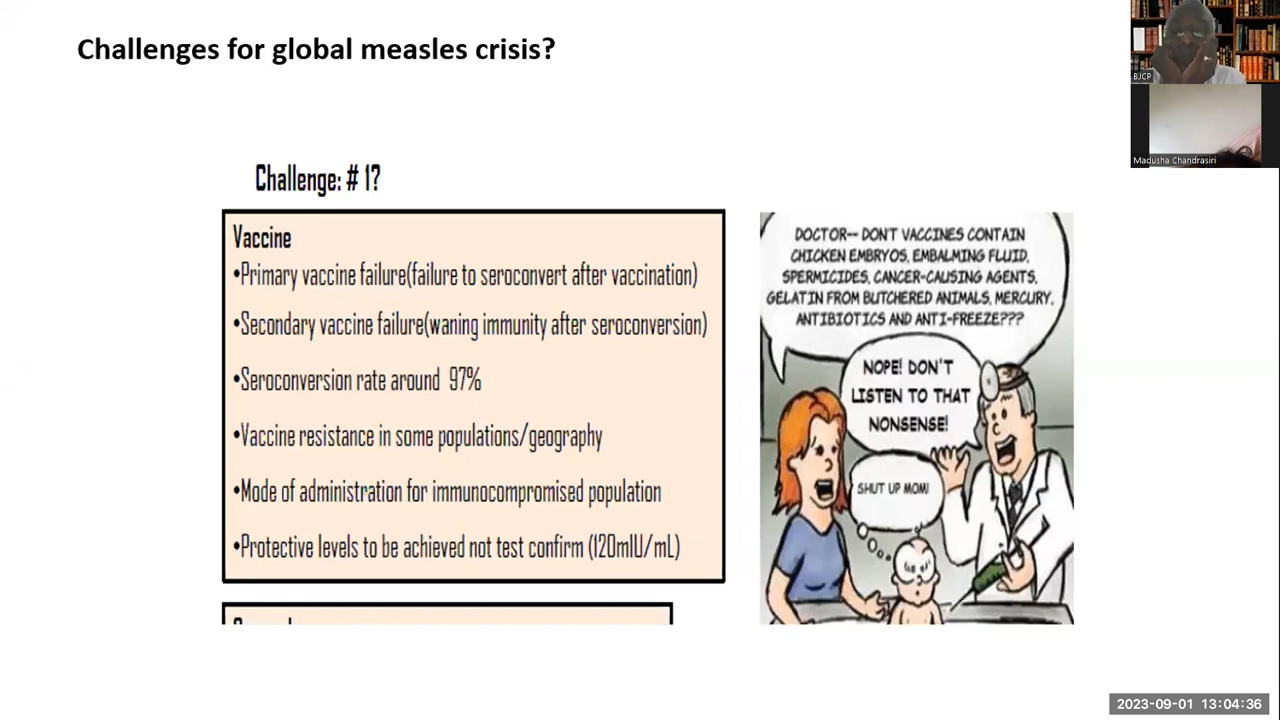 Challenges for global measles crisis?
BJCP
Madusha Chandrasiri
Challenge: # 1?
Vaccine
•Primary vaccine failure(failure to seroconvert after vaccination)
•Secondary vaccine failure(waning immunity after seroconversion)
•Seroconversion rate around 97%
•Vaccine resistance in some populations/geography
•Mode of administration for immunocompromised population
•Protective levels to be achieved not test confirm (120mIU/mL)
DOCTOR-- DON'T VACCINES CONTAIN
CHICKEN EMBRYOS, EMBALMING FLUID,
SPERMICIDES, CANCER-CAUSING AGENTS,
GELATIN FROM BUTCHERED ANIMALS, MERCURY,
ANTIBIOTICS AND ANTI-FREEZE???
NOPE! DON'T
LISTEN TO THAT
NONSENSE!
SHUT UP MOM!
2023-09-01 13:04:36